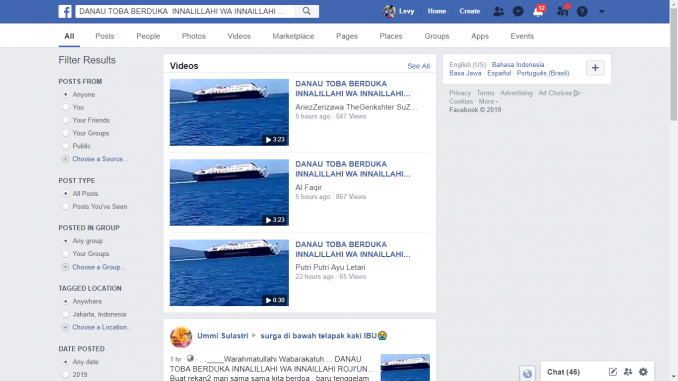 f DANAU TOBA BERDUKA INNALILLAHI WA INNAILLAHI ...
Levy Home Create 12
All Posts People Photos Videos Marketplace Pages Places Groups Apps Events
Filter Results
POSTS FROM
Anyone
You
Your Friends
Your Groups
Public
Choose a Source...
POST TYPE
All Posts
Posts You've Seen
POSTED IN GROUP
Any group
Your Groups
Choose a Group...
TAGGED LOCATION
Anywhere
Jakarta, Indonesia
Choose a Location...
DATE POSTED
Any date
2019
Videos See All
3:23
DANAU TOBA BERDUKA
INNALILLAHI WA INNAILLAHI...
AriezZerizawa TheGenkshter SuZ...
5 hours ago · 547 Views
3:23
DANAU TOBA BERDUKA
INNALILLAHI WA INNAILLAHI...
Al Faqir
5 hours ago · 867 Views
0:30
DANAU TOBA BERDUKA
INNALILLAHI WA INNAILLAHI...
Putri Putri Ayu Letari
22 hours ago · 65 Views
Ummi Sulastri ▸ surga di bawah telapak kaki IBU😭
1 hr ·
...____Warahmatullahi Wabarakatuh ... DANAU
TOBA BERDUKA INNALILLAHI WA INNAILLAHI ROJI'UN...
Buat rekan2 mari sama sama kita berdoa : baru tenggelam
English (US) · Bahasa Indonesia ·
Basa Jawa · Español · Português (Brasil)
+
Privacy · Terms · Advertising · Ad Choices
Cookies · More
Facebook © 2019
Chat (46)